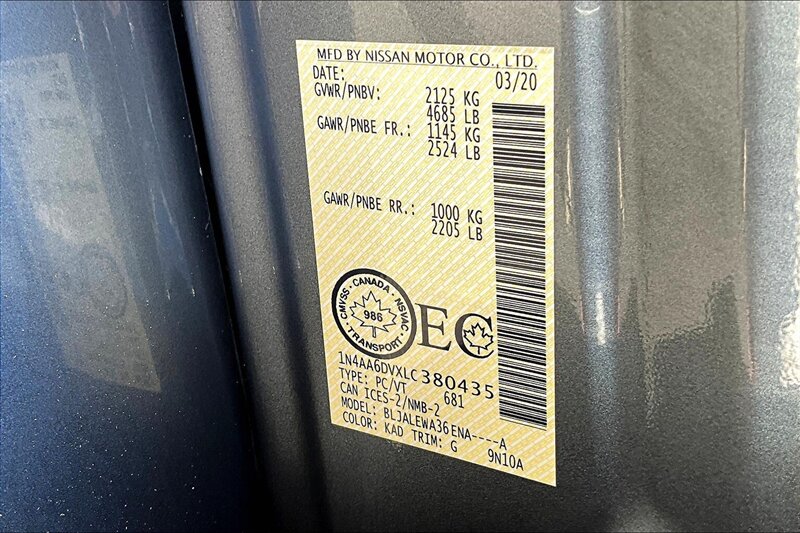 MFD BY NISSAN MOTOR CO., LTD.
DATE: 03/20
GVWR/PNBV: 2125 KG
4685 LB
GAWR/PNBE FR.: 1145 KG
2524 LB
GAWR/PNBE RR.: 1000 KG
2205 LB
CMVSS · CANADA · NSVAC · TRANSPORT ·
986
EC
1N4AA6DVXLC380435
TYPE: PC/VT 681
CAN ICES-2/NMB-2
MODEL: BLJALEWA36ENA----A
COLOR: KAD TRIM: G 9N10A